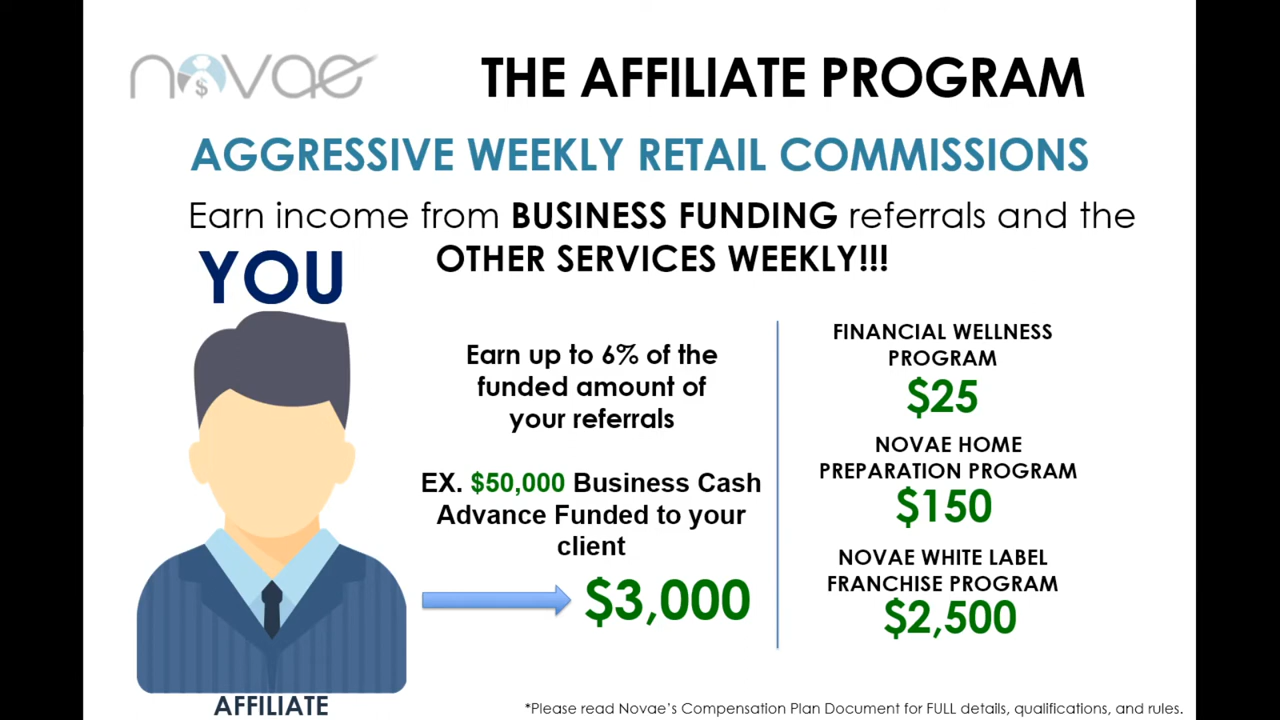 novae
THE AFFILIATE PROGRAM
AGGRESSIVE WEEKLY RETAIL COMMISSIONS
Earn income from BUSINESS FUNDING referrals and the
OTHER SERVICES WEEKLY!!!
YOU
AFFILIATE
Earn up to 6% of the
funded amount of
your referrals
EX. $50,000 Business Cash
Advance Funded to your
client
$3,000
FINANCIAL WELLNESS
PROGRAM
$25
NOVAE HOME
PREPARATION PROGRAM
$150
NOVAE WHITE LABEL
FRANCHISE PROGRAM
$2,500
*Please read Novae's Compensation Plan Document for FULL details, qualifications, and rules.